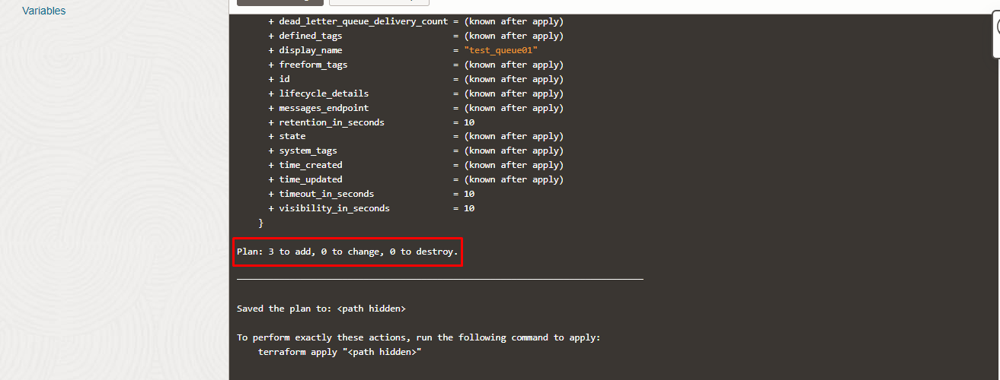 Variables
+ dead_letter_queue_delivery_count = (known after apply)
+ defined_tags = (known after apply)
+ display_name = "test_queue01"
+ freeform_tags = (known after apply)
+ id = (known after apply)
+ lifecycle_details = (known after apply)
+ messages_endpoint = (known after apply)
+ retention_in_seconds = 10
+ state = (known after apply)
+ system_tags = (known after apply)
+ time_created = (known after apply)
+ time_updated = (known after apply)
+ timeout_in_seconds = 10
+ visibility_in_seconds = 10
}
Plan: 3 to add, 0 to change, 0 to destroy.
Saved the plan to: <path hidden>
To perform exactly these actions, run the following command to apply:
terraform apply "<path hidden>"